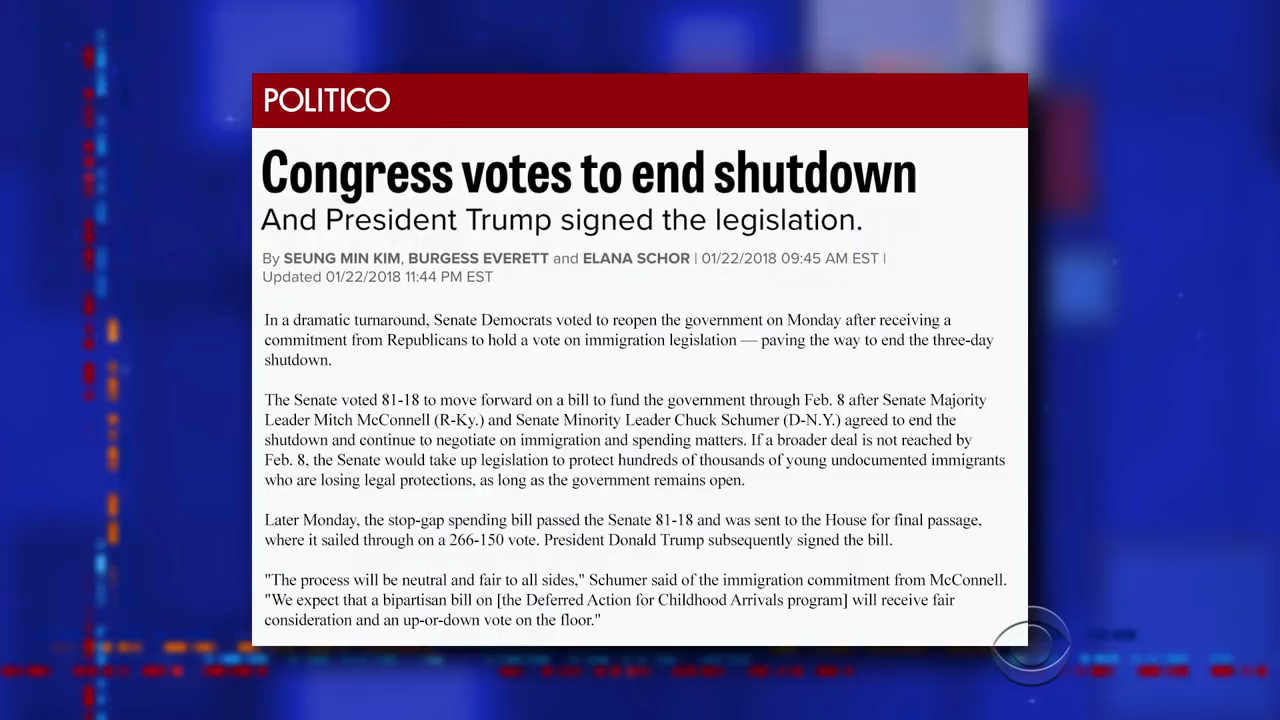 POLITICO
Congress votes to end shutdown
And President Trump signed the legislation.
By SEUNG MIN KIM, BURGESS EVERETT and ELANA SCHOR | 01/22/2018 09:45 AM EST |
Updated 01/22/2018 11:44 PM EST
In a dramatic turnaround, Senate Democrats voted to reopen the government on Monday after receiving a
commitment from Republicans to hold a vote on immigration legislation — paving the way to end the three-day
shutdown.
The Senate voted 81-18 to move forward on a bill to fund the government through Feb. 8 after Senate Majority
Leader Mitch McConnell (R-Ky.) and Senate Minority Leader Chuck Schumer (D-N.Y.) agreed to end the
shutdown and continue to negotiate on immigration and spending matters. If a broader deal is not reached by
Feb. 8, the Senate would take up legislation to protect hundreds of thousands of young undocumented immigrants
who are losing legal protections, as long as the government remains open.
Later Monday, the stop-gap spending bill passed the Senate 81-18 and was sent to the House for final passage,
where it sailed through on a 266-150 vote. President Donald Trump subsequently signed the bill.
"The process will be neutral and fair to all sides," Schumer said of the immigration commitment from McConnell.
"We expect that a bipartisan bill on [the Deferred Action for Childhood Arrivals program] will receive fair
consideration and an up-or-down vote on the floor."